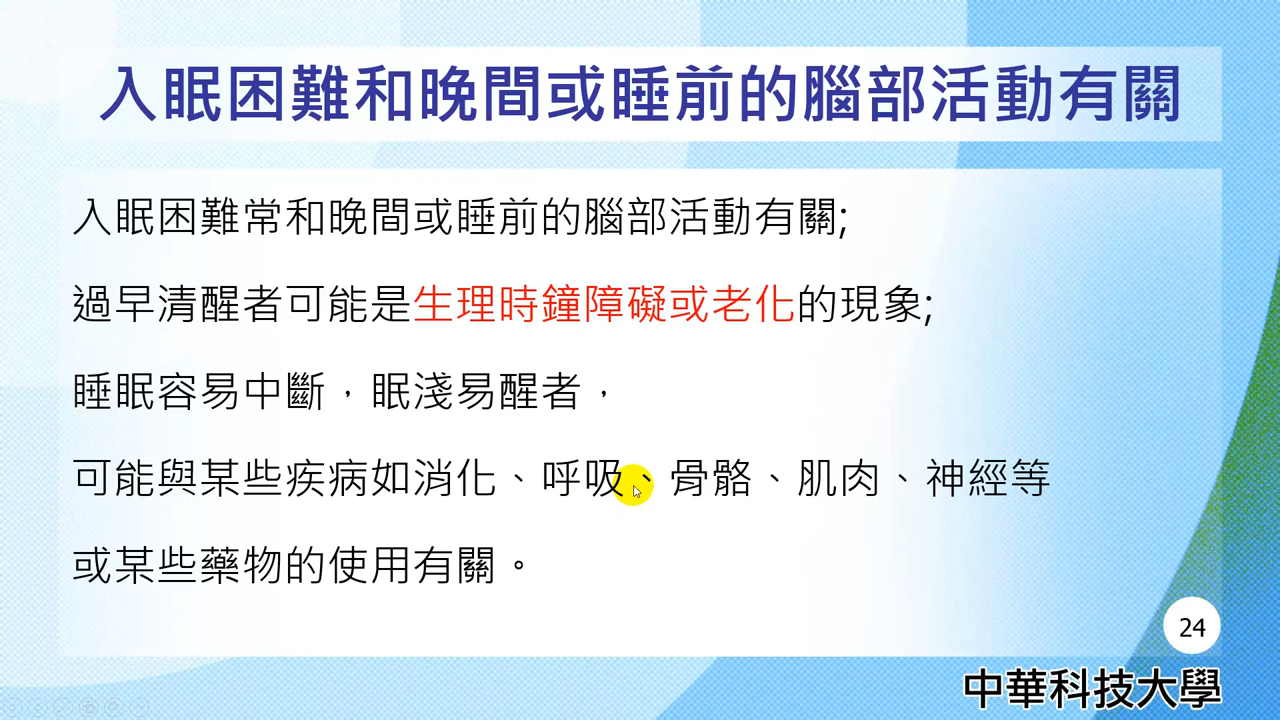 入眠困難和晚間或睡前的腦部活動有關
入眠困難常和晚間或睡前的腦部活動有關;
過早清醒者可能是生理時鐘障礙或老化的現象;
睡眠容易中斷，眠淺易醒者，
可能與某些疾病如消化、呼吸、骨骼、肌肉、神經等
或某些藥物的使用有關。
24
中華科技大學